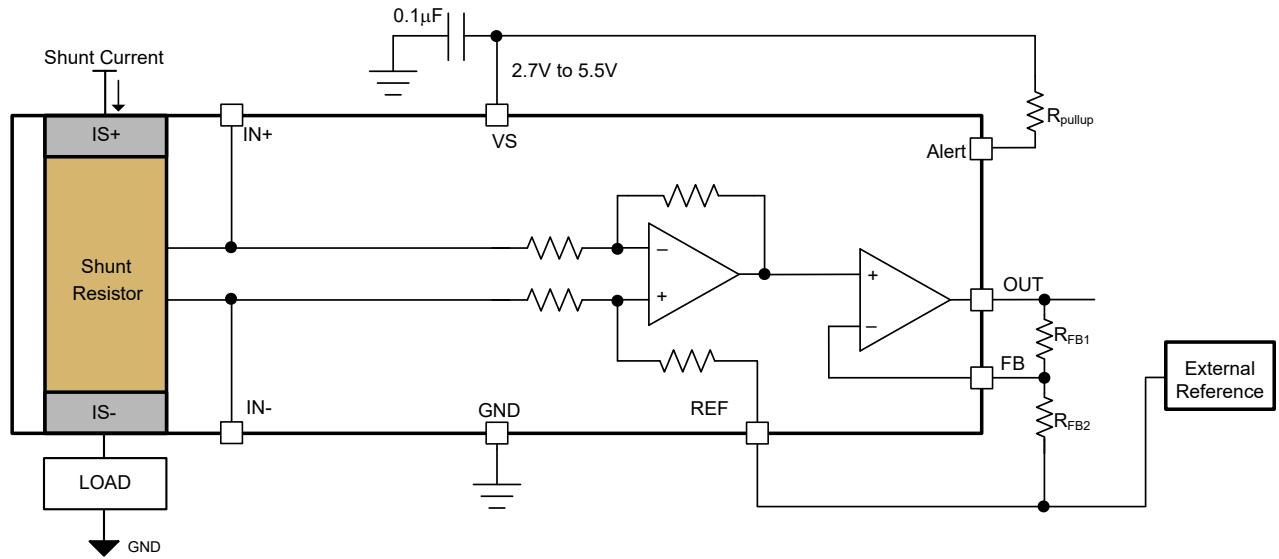 0.1μF
Shunt Current
2.7V to 5.5V
Rpullup
IS+
IN+
VS
Alert
Shunt
Resistor
−
+
+
−
OUT
RFB1
FB
External
Reference
IS-
IN-
GND
REF
RFB2
LOAD
GND